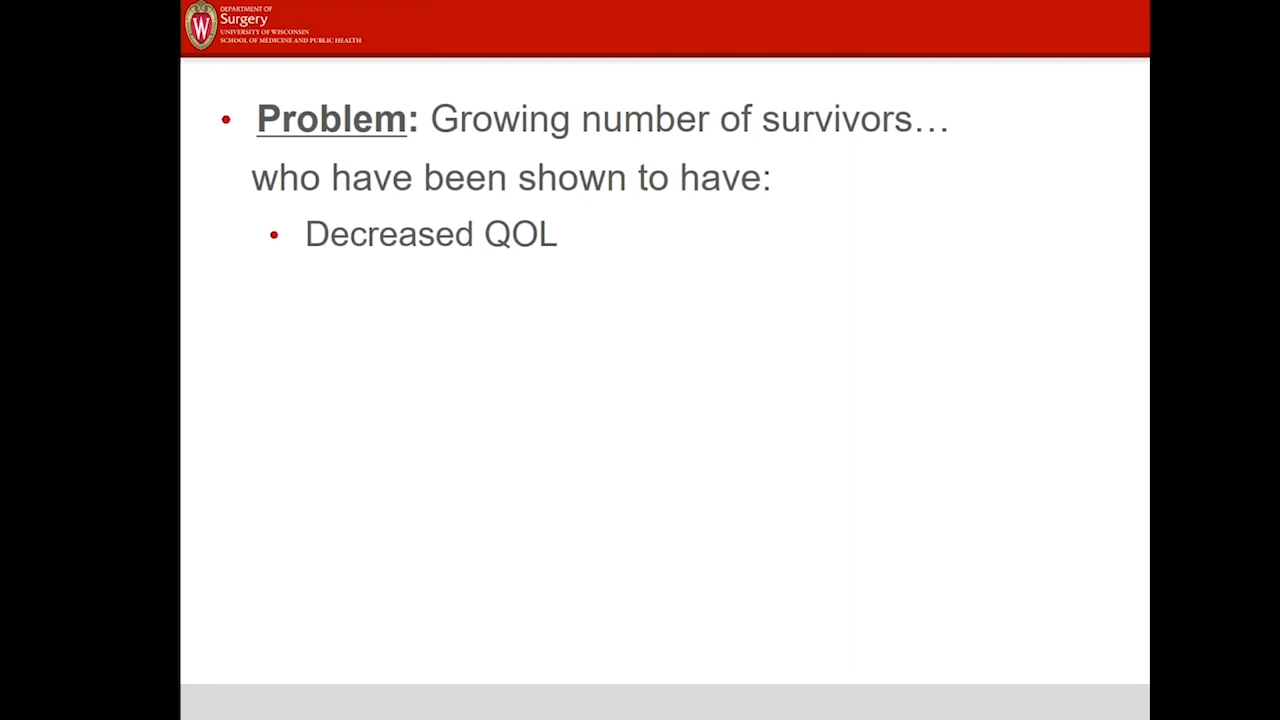 DEPARTMENT OF
Surgery
UNIVERSITY OF WISCONSIN
SCHOOL OF MEDICINE AND PUBLIC HEALTH
W
• Problem: Growing number of survivors…
who have been shown to have:
• Decreased QOL